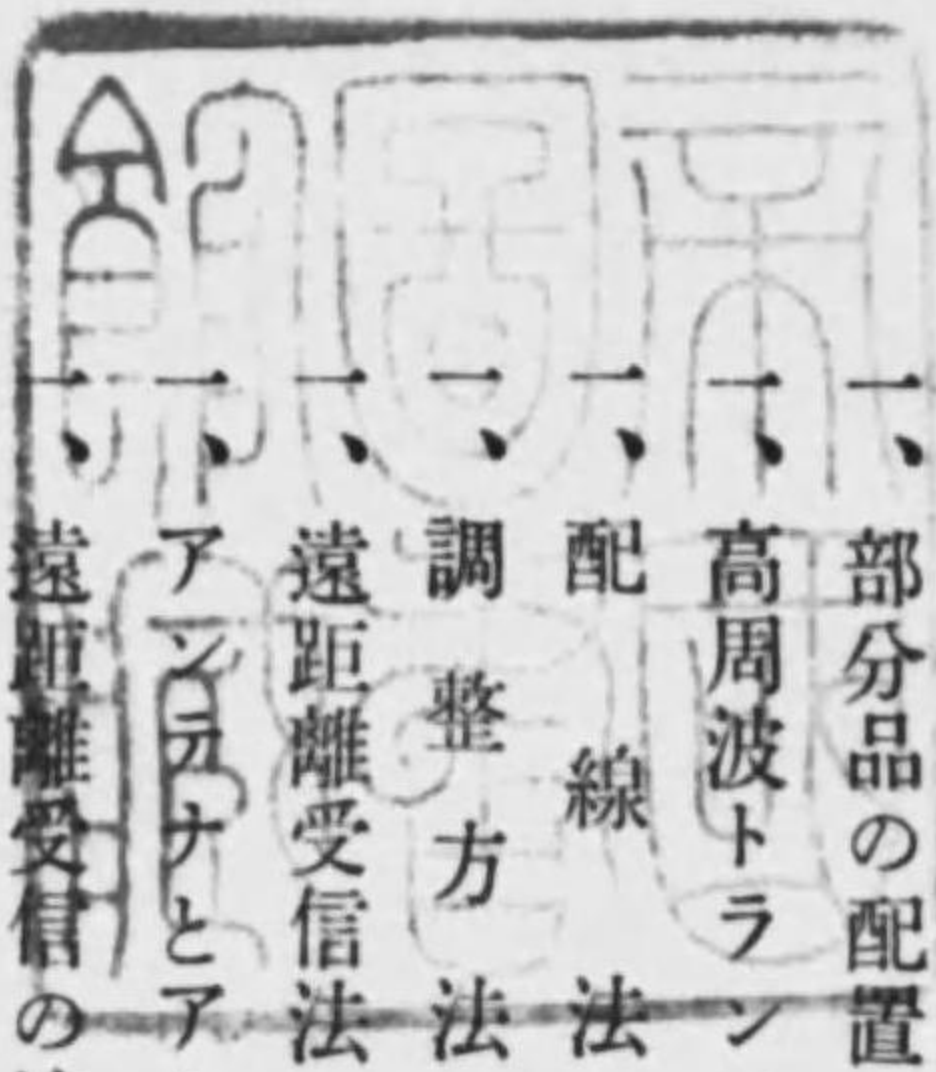 一、部分品の配置
一、高周波トラン
一、配線法
一、調整方法
一、遠距離受信法
一、アンテナとア
一、遠距離受信の